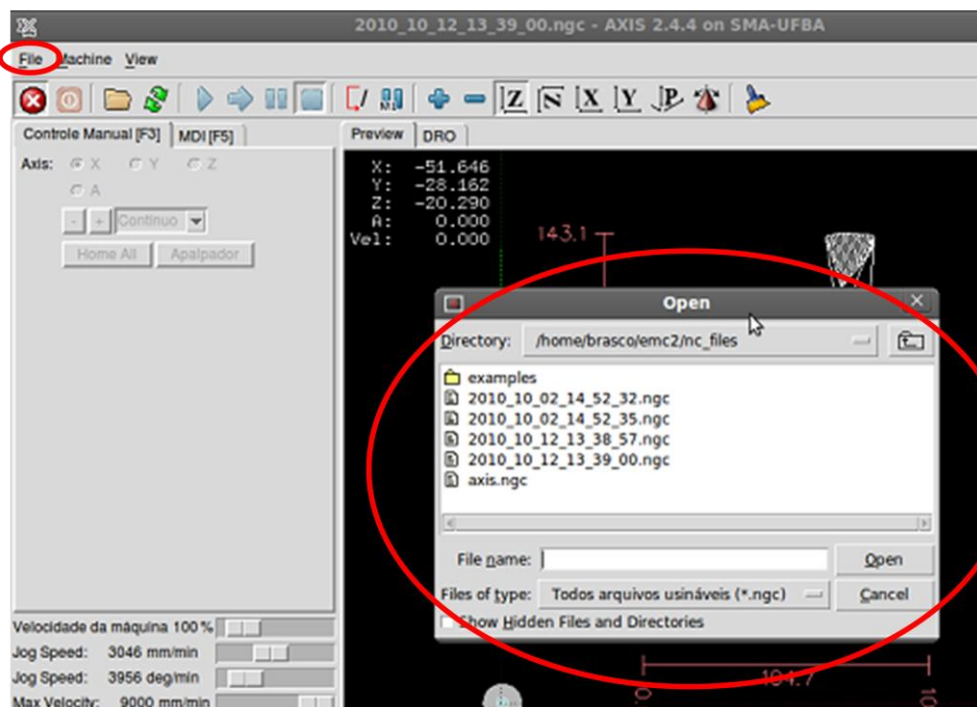 2010_10_12_13_39_00.ngc - AXIS 2.4.4 on SMA-UFBA
File Machine View
Z N X Y P
Controle Manual [F3] MDI [F5]
Preview DRO
Axis: X Y Z
A
- + Continuo
Home All Apalpador
X: -51.646
Y: -28.162
Z: -20.290
A: 0.000
Vel: 0.000
143.1
Open
Directory: /home/brasco/emc2/nc_files
examples
2010_10_02_14_52_32.ngc
2010_10_02_14_52_35.ngc
2010_10_12_13_38_57.ngc
2010_10_12_13_39_00.ngc
axis.ngc
File name: Open
Files of type: Todos arquivos usináveis (*.ngc) Cancel
Show Hidden Files and Directories
Velocidade da máquina 100 %
Jog Speed: 3046 mm/min
Jog Speed: 3956 deg/min
Max Velocity: 9000 mm/min
104.7